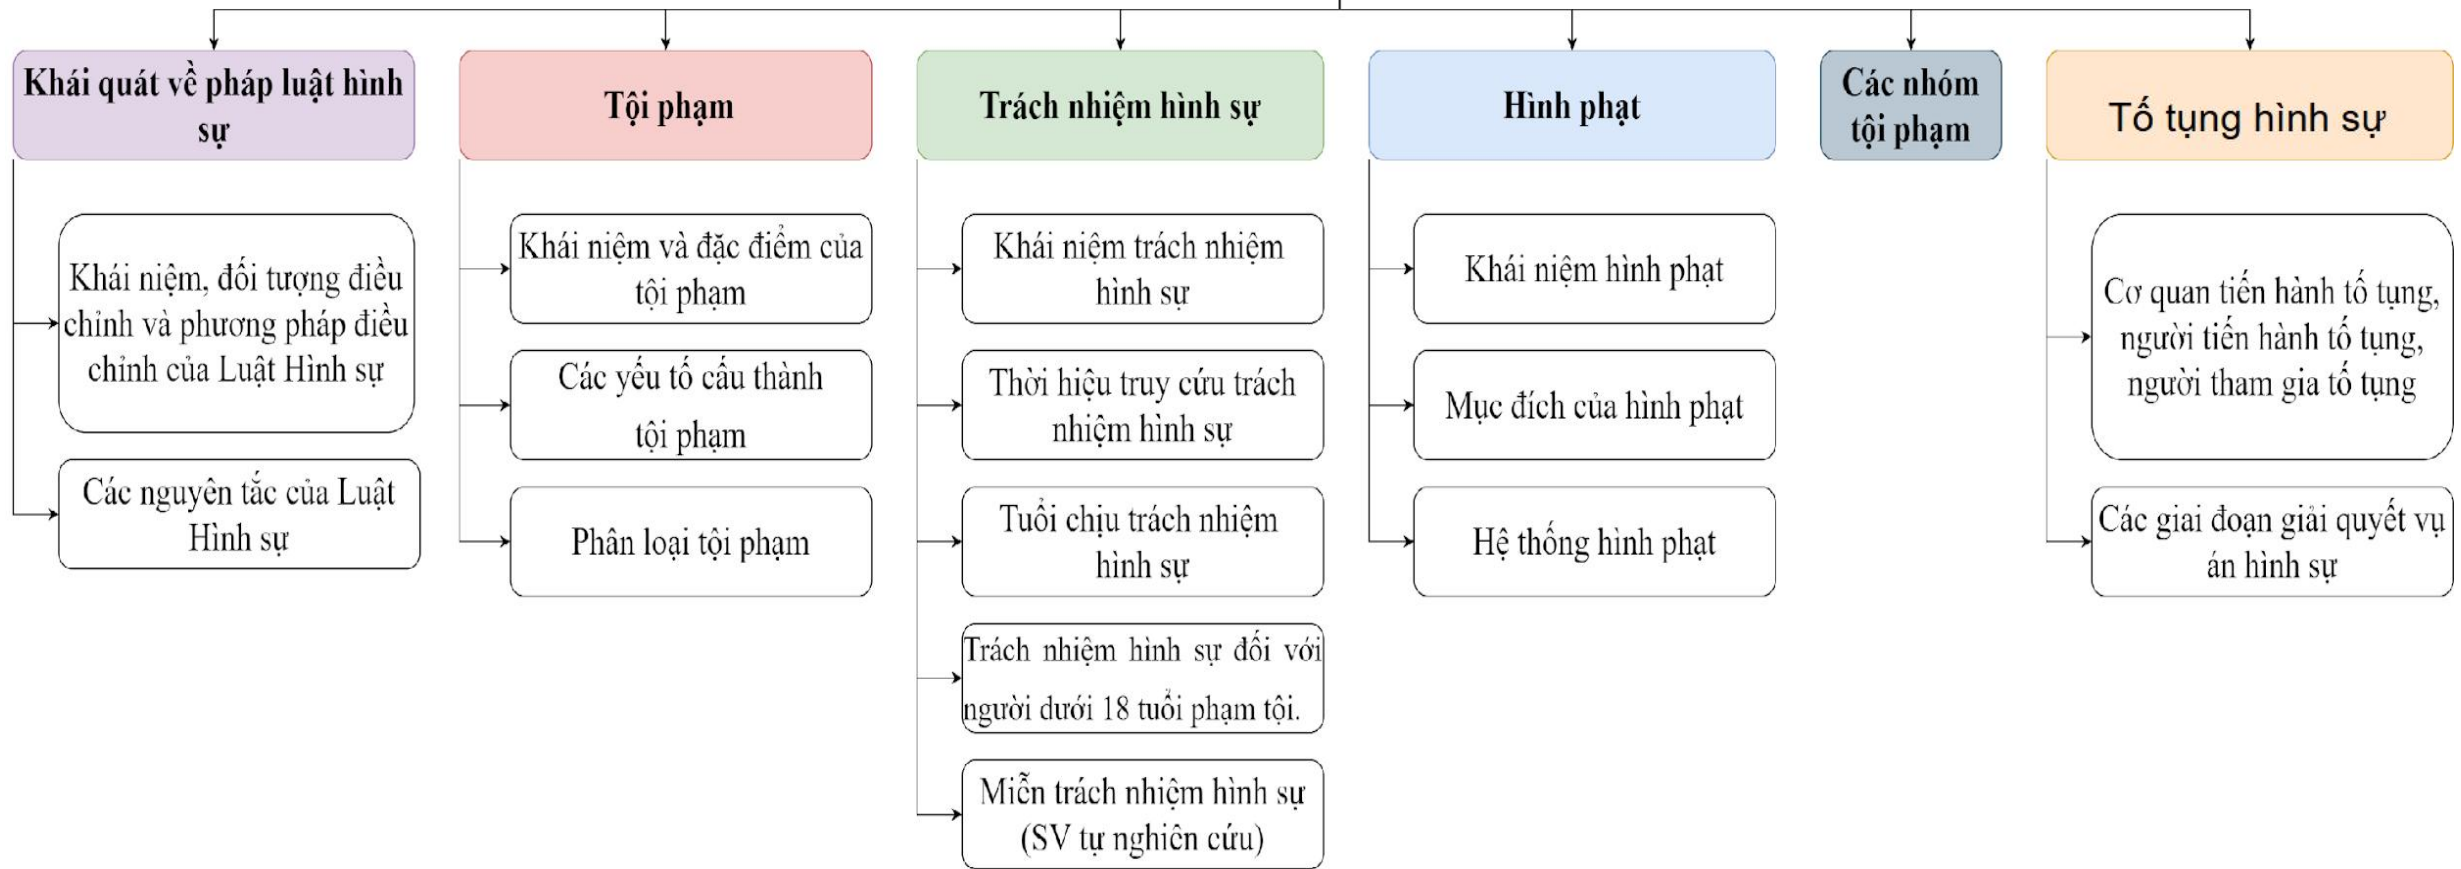 Khái quát về pháp luật hình
sự
Khái niệm, đối tượng điều
chỉnh và phương pháp điều
chỉnh của Luật Hình sự
Các nguyên tắc của Luật
Hình sự
Tội phạm
Khái niệm và đặc điểm của
tội phạm
Các yếu tố cấu thành
tội phạm
Phân loại tội phạm
Trách nhiệm hình sự
Khái niệm trách nhiệm
hình sự
Thời hiệu truy cứu trách
nhiệm hình sự
Tuổi chịu trách nhiệm
hình sự
Trách nhiệm hình sự đối với
người dưới 18 tuổi phạm tội.
Miễn trách nhiệm hình sự
(SV tự nghiên cứu)
Hình phạt
Khái niệm hình phạt
Mục đích của hình phạt
Hệ thống hình phạt
Các nhóm
tội phạm
Tố tụng hình sự
Cơ quan tiến hành tố tụng,
người tiến hành tố tụng,
người tham gia tố tụng
Các giai đoạn giải quyết vụ
án hình sự